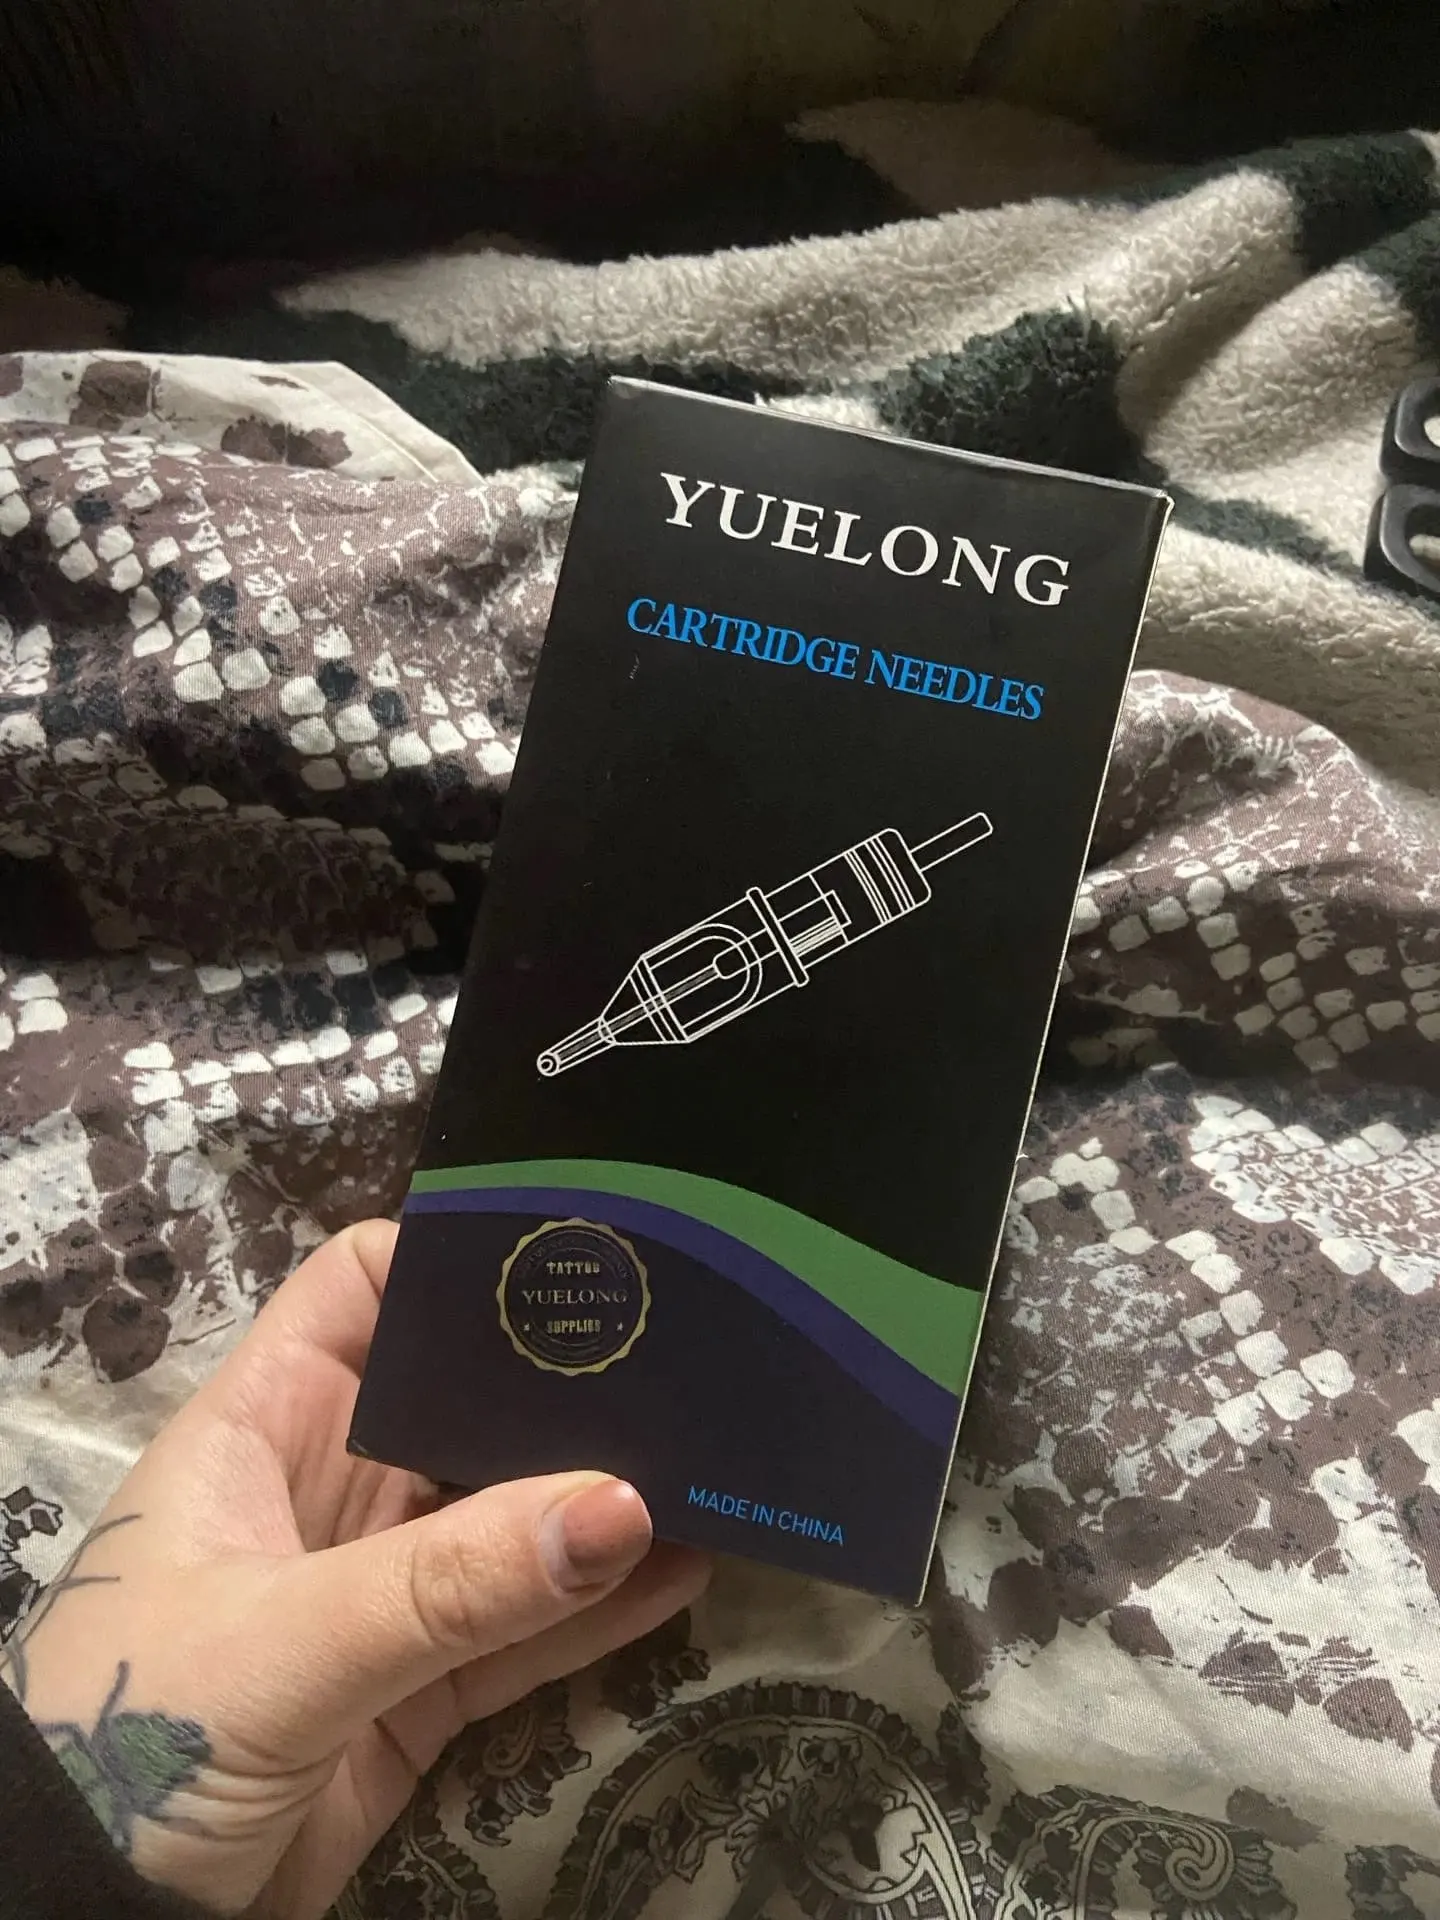 YUELONG
CARTRIDGE NEEDLES
TATTOO
YUELONG
SUPPLIES
MADE IN CHINA